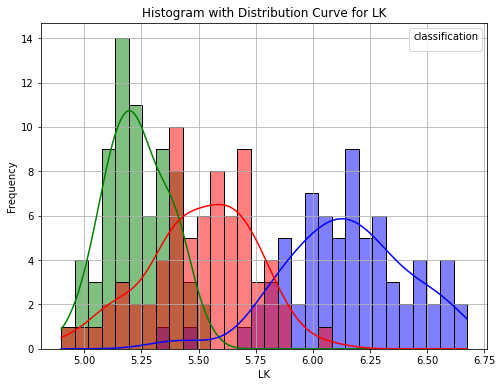 Histogram with Distribution Curve for LK
classification
14
12
10
8
6
4
2
0
Frequency
5.00 5.25 5.50 5.75 6.00 6.25 6.50 6.75
LK